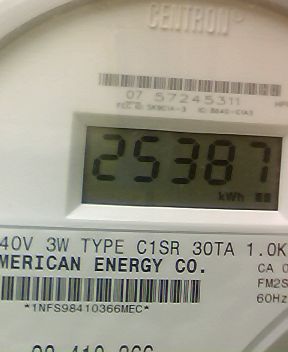 CENTRON®
07 57245311
25387
kWh
40V 3W TYPE C1SR 30TA 1.0K
MERICAN ENERGY CO.
CA 0
FM2S
60Hz
*1NFS98410366MEC*